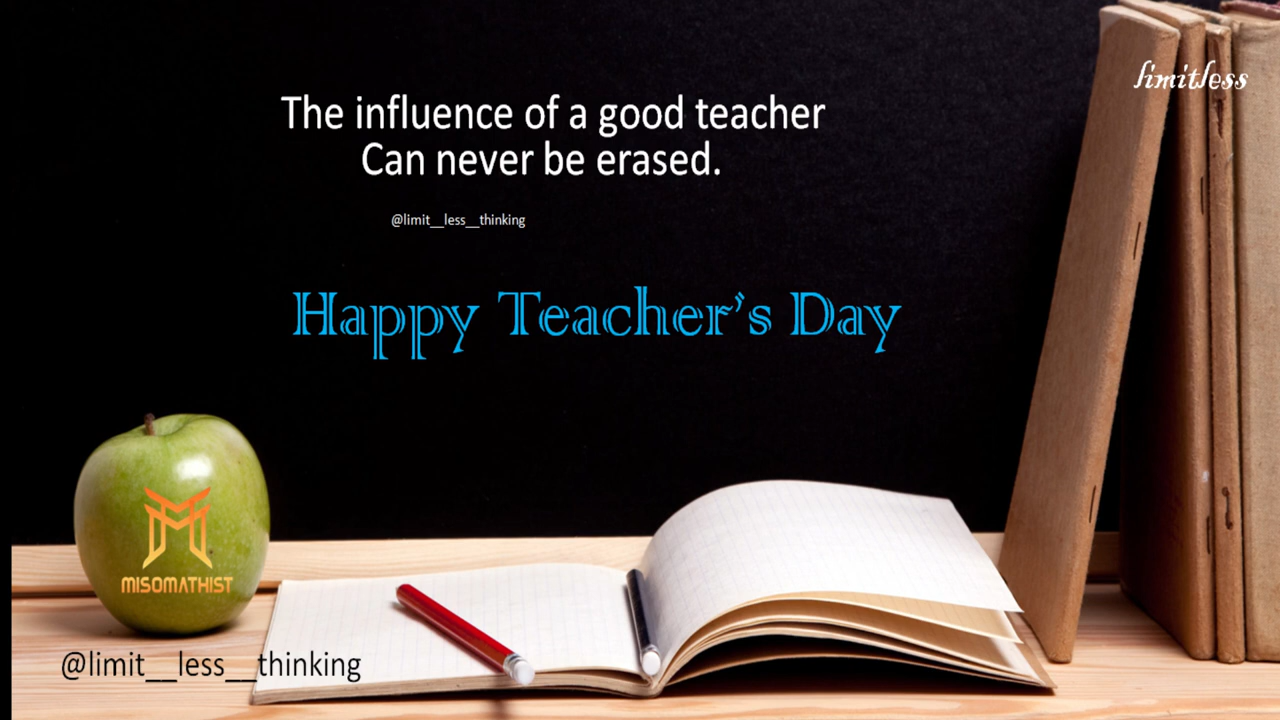 limitless
The influence of a good teacher
Can never be erased.
@limit__less__thinking
Happy Teacher's Day
MISOMATHIST
@limit__less__thinking